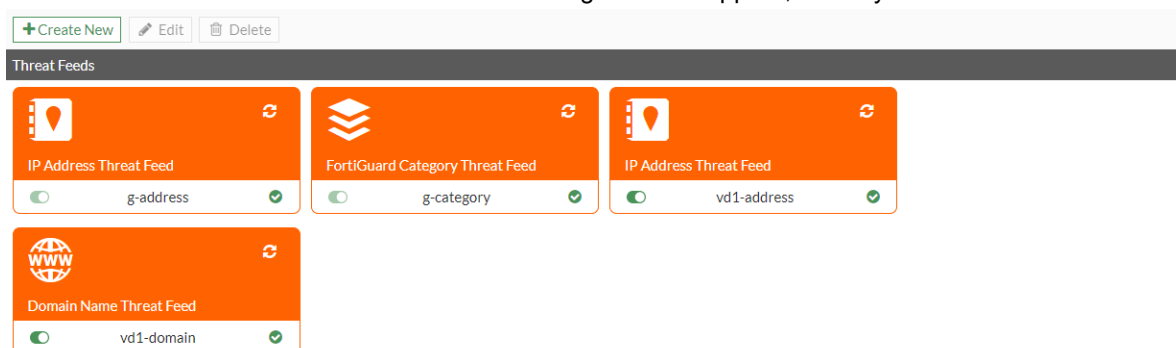 Create New Edit Delete
Threat Feeds
IP Address Threat Feed FortiGuard Category Threat Feed IP Address Threat Feed
g-address g-category vd1-address
WWW
Domain Name Threat Feed
vd1-domain